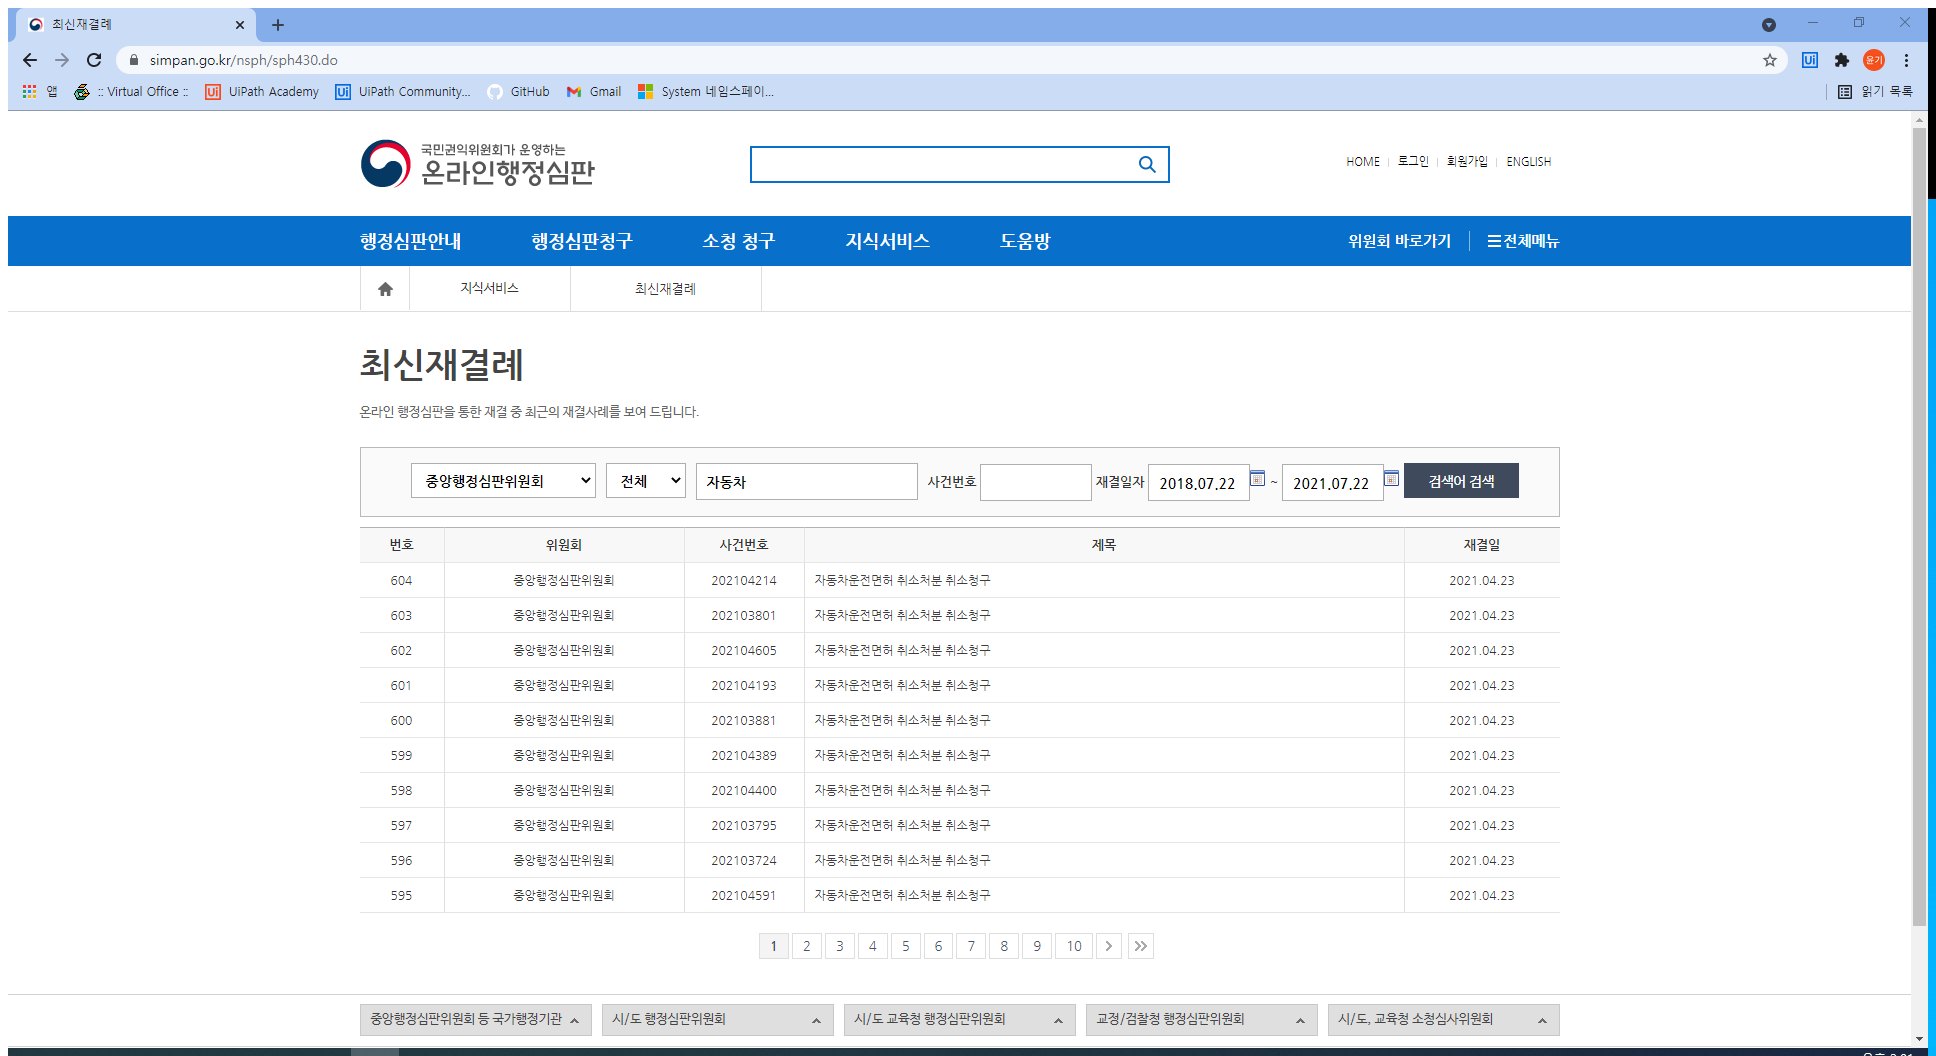 최신재결례
simpan.go.kr/nsph/sph430.do
윤기
앱 :: Virtual Office :: UiPath Academy UiPath Community... GitHub Gmail System 네임스페이... 읽기 목록
국민권익위원회가 운영하는
온라인행정심판
HOME 로그인 회원가입 ENGLISH
행정심판안내 행정심판청구 소청 청구 지식서비스 도움방 위원회 바로가기 전체메뉴
지식서비스 최신재결례
최신재결례
온라인 행정심판을 통한 재결 중 최근의 재결사례를 보여 드립니다.
중앙행정심판위원회 전체 자동차 사건번호 재결일자 2018.07.22 ~ 2021.07.22 검색어 검색
번호 위원회 사건번호 제목 재결일
604 중앙행정심판위원회 202104214 자동차운전면허 취소처분 취소청구 2021.04.23
603 중앙행정심판위원회 202103801 자동차운전면허 취소처분 취소청구 2021.04.23
602 중앙행정심판위원회 202104605 자동차운전면허 취소처분 취소청구 2021.04.23
601 중앙행정심판위원회 202104193 자동차운전면허 취소처분 취소청구 2021.04.23
600 중앙행정심판위원회 202103881 자동차운전면허 취소처분 취소청구 2021.04.23
599 중앙행정심판위원회 202104389 자동차운전면허 취소처분 취소청구 2021.04.23
598 중앙행정심판위원회 202104400 자동차운전면허 취소처분 취소청구 2021.04.23
597 중앙행정심판위원회 202103795 자동차운전면허 취소처분 취소청구 2021.04.23
596 중앙행정심판위원회 202103724 자동차운전면허 취소처분 취소청구 2021.04.23
595 중앙행정심판위원회 202104591 자동차운전면허 취소처분 취소청구 2021.04.23
1 2 3 4 5 6 7 8 9 10 > >>
중앙행정심판위원회 등 국가행정기관 시/도 행정심판위원회 시/도 교육청 행정심판위원회 교정/검찰청 행정심판위원회 시/도, 교육청 소청심사위원회